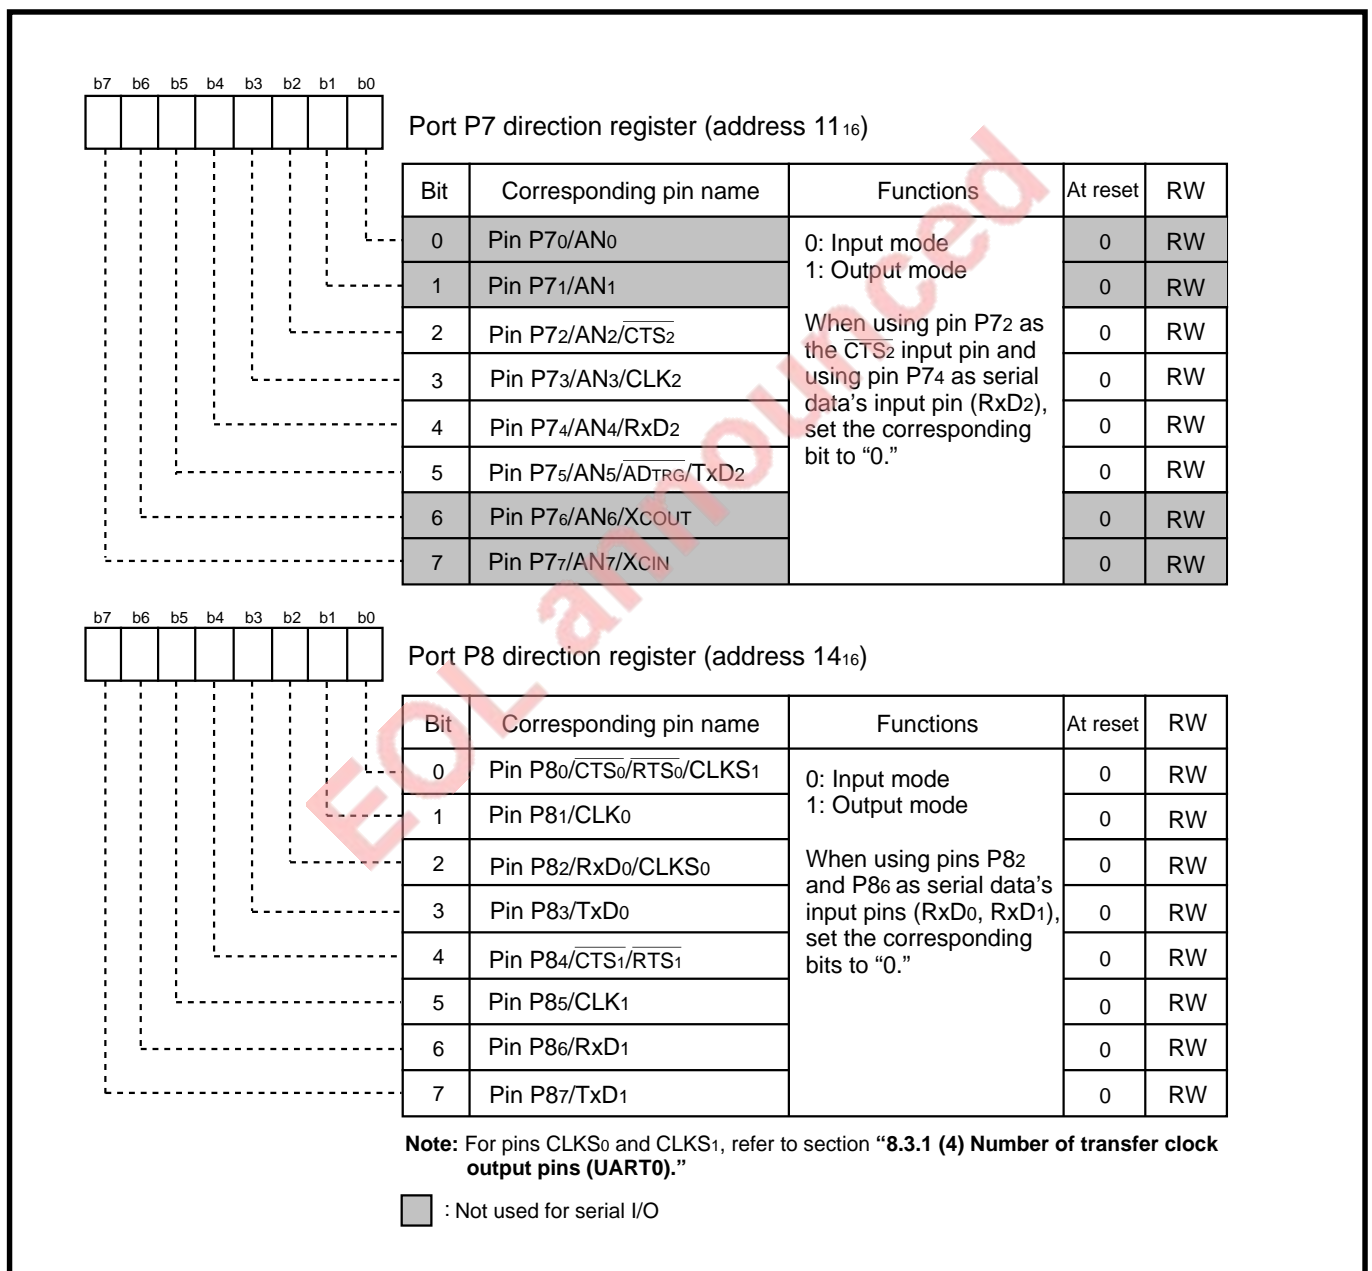 b7 b6 b5 b4 b3 b2 b1 b0
Port P7 direction register (address 11₁₆)
Bit Corresponding pin name Functions At reset RW
0 Pin P7₀/AN₀ 0 RW
1 Pin P7₁/AN₁ 0 RW
2 Pin P7₂/AN₂/C̅T̅S̅₂ 0 RW
3 Pin P7₃/AN₃/CLK₂ 0 RW
4 Pin P7₄/AN₄/RxD₂ 0 RW
5 Pin P7₅/AN₅/A̅D̅T̅R̅G̅/TxD₂ 0 RW
6 Pin P7₆/AN₆/XCOUT 0 RW
7 Pin P7₇/AN₇/XCIN 0 RW
0: Input mode
1: Output mode
When using pin P7₂ as
the C̅T̅S̅₂ input pin and
using pin P7₄ as serial
data’s input pin (RxD₂),
set the corresponding
bit to “0.”
b7 b6 b5 b4 b3 b2 b1 b0
Port P8 direction register (address 14₁₆)
Bit Corresponding pin name Functions At reset RW
0 Pin P8₀/C̅T̅S̅₀/R̅T̅S̅₀/CLKS₁ 0 RW
1 Pin P8₁/CLK₀ 0 RW
2 Pin P8₂/RxD₀/CLKS₀ 0 RW
3 Pin P8₃/TxD₀ 0 RW
4 Pin P8₄/C̅T̅S̅₁/R̅T̅S̅₁ 0 RW
5 Pin P8₅/CLK₁ 0 RW
6 Pin P8₆/RxD₁ 0 RW
7 Pin P8₇/TxD₁ 0 RW
0: Input mode
1: Output mode
When using pins P8₂
and P8₆ as serial data’s
input pins (RxD₀, RxD₁),
set the corresponding
bits to “0.”
Note: For pins CLKS₀ and CLKS₁, refer to section “8.3.1 (4) Number of transfer clock
output pins (UART0).”
: Not used for serial I/O
EOL announced